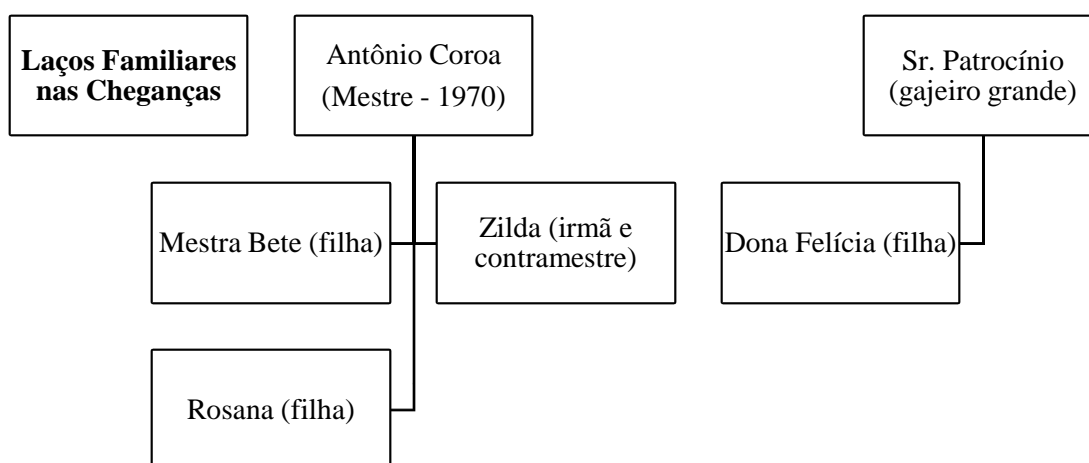 Laços Familiares
nas Cheganças
Antônio Coroa
(Mestre - 1970)
Sr. Patrocínio
(gajeiro grande)
Mestra Bete (filha)
Zilda (irmã e
contramestre)
Dona Felícia (filha)
Rosana (filha)